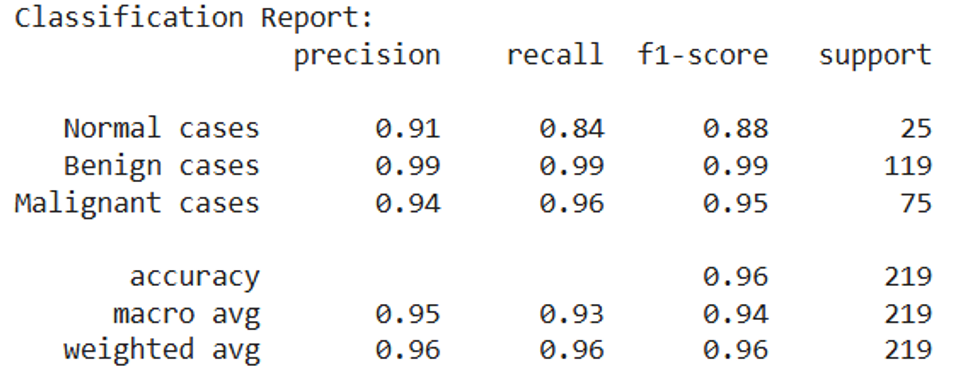 Classification Report:
precision recall f1-score support
Normal cases 0.91 0.84 0.88 25
Benign cases 0.99 0.99 0.99 119
Malignant cases 0.94 0.96 0.95 75
accuracy 0.96 219
macro avg 0.95 0.93 0.94 219
weighted avg 0.96 0.96 0.96 219